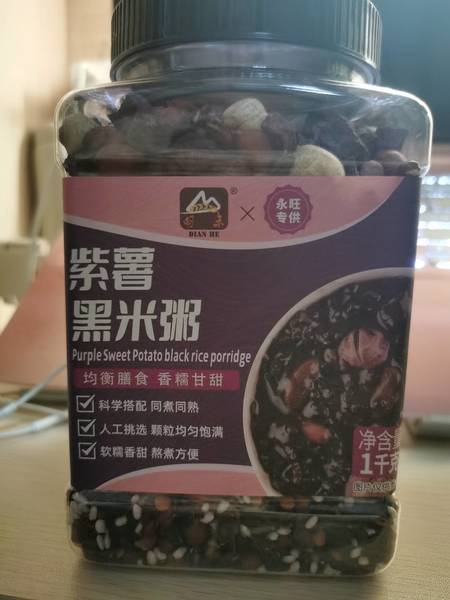 ®
DIAN HE
×
永旺
专供
紫薯
黑米粥
Purple Sweet Potato black rice porridge
均衡膳食 香糯甘甜
科学搭配 同煮同熟
人工挑选 颗粒均匀饱满
软糯香甜 熬煮方便
净含量
1千克